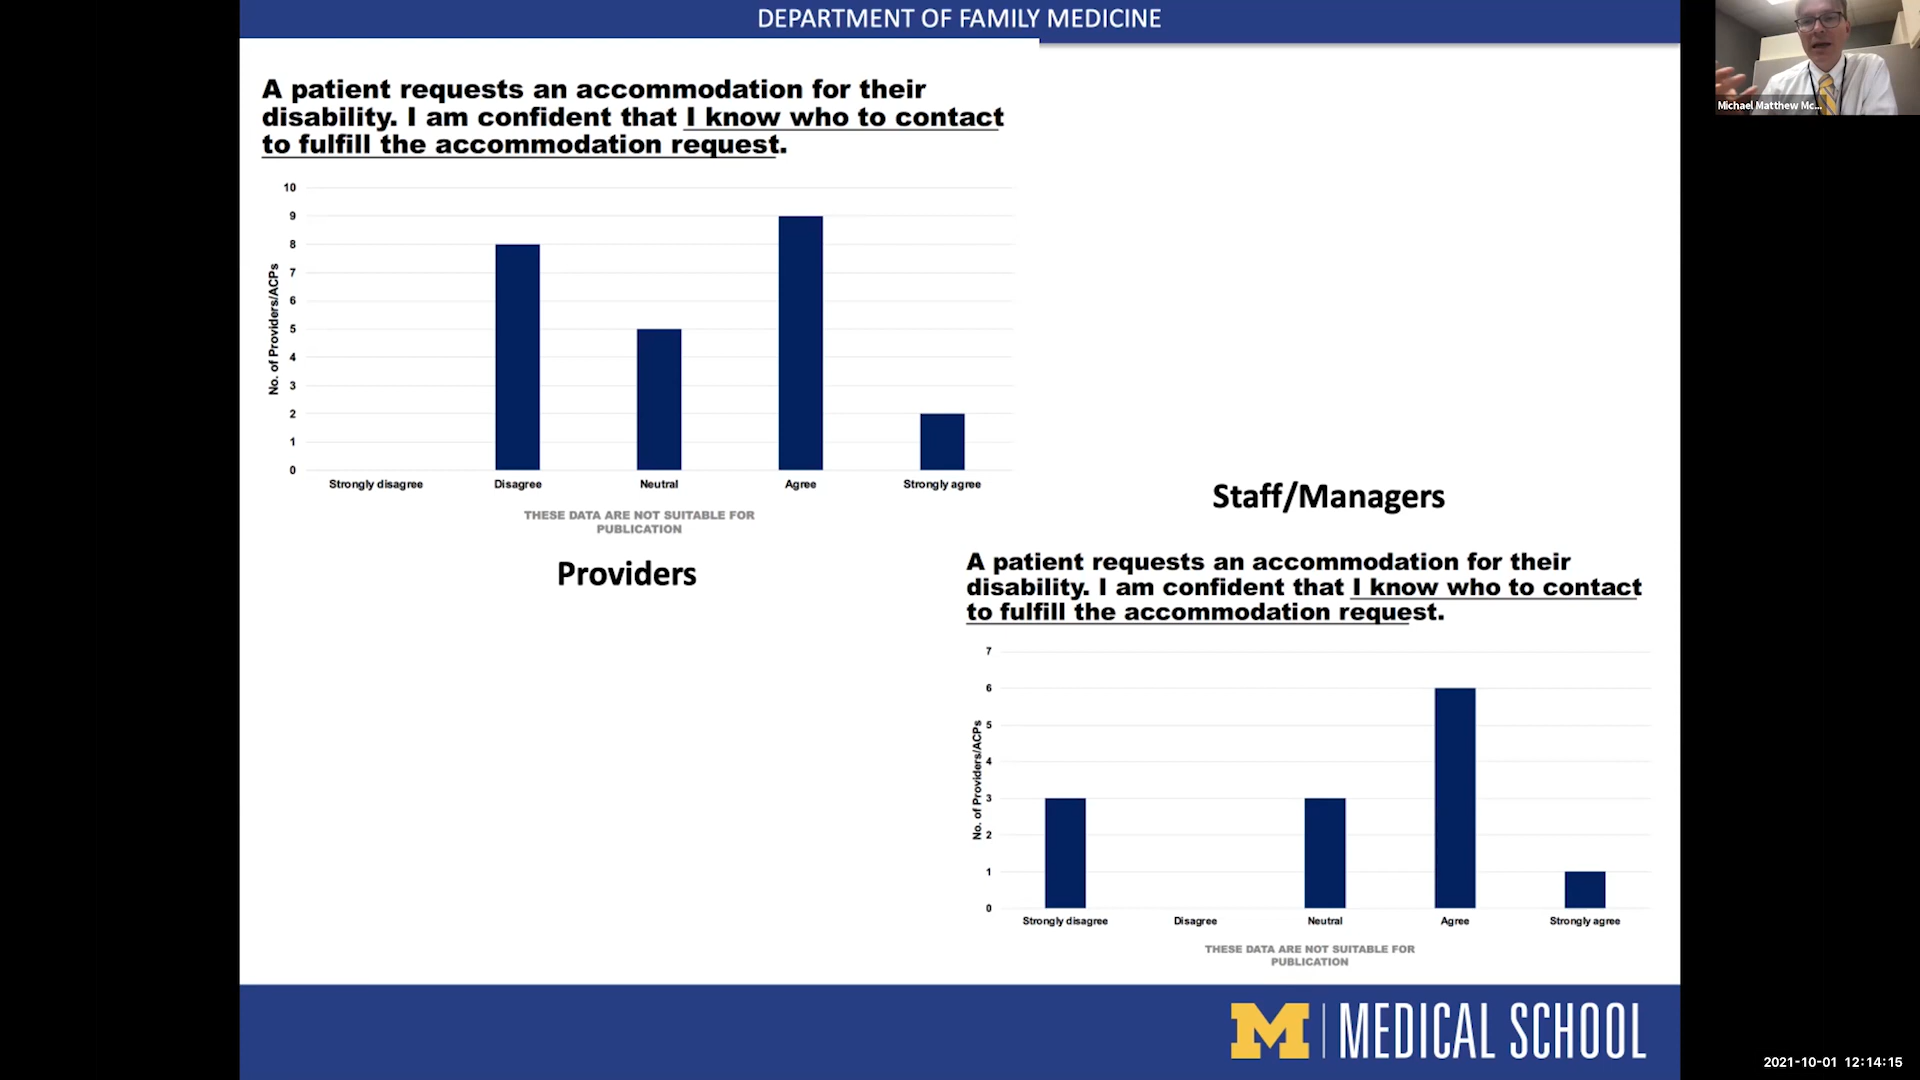 DEPARTMENT OF FAMILY MEDICINE
Michael Matthew Mc...
A patient requests an accommodation for their
disability. I am confident that I know who to contact
to fulfill the accommodation request.
10
9
8
7
6
5
4
3
2
1
0
No. of Providers/ACPs
Strongly disagree Disagree Neutral Agree Strongly agree
THESE DATA ARE NOT SUITABLE FOR
PUBLICATION
Providers
Staff/Managers
A patient requests an accommodation for their
disability. I am confident that I know who to contact
to fulfill the accommodation request.
7
6
5
4
3
2
1
0
No. of Providers/ACPs
Strongly disagree Disagree Neutral Agree Strongly agree
THESE DATA ARE NOT SUITABLE FOR
PUBLICATION
M MEDICAL SCHOOL
2021-10-01 12:14:15